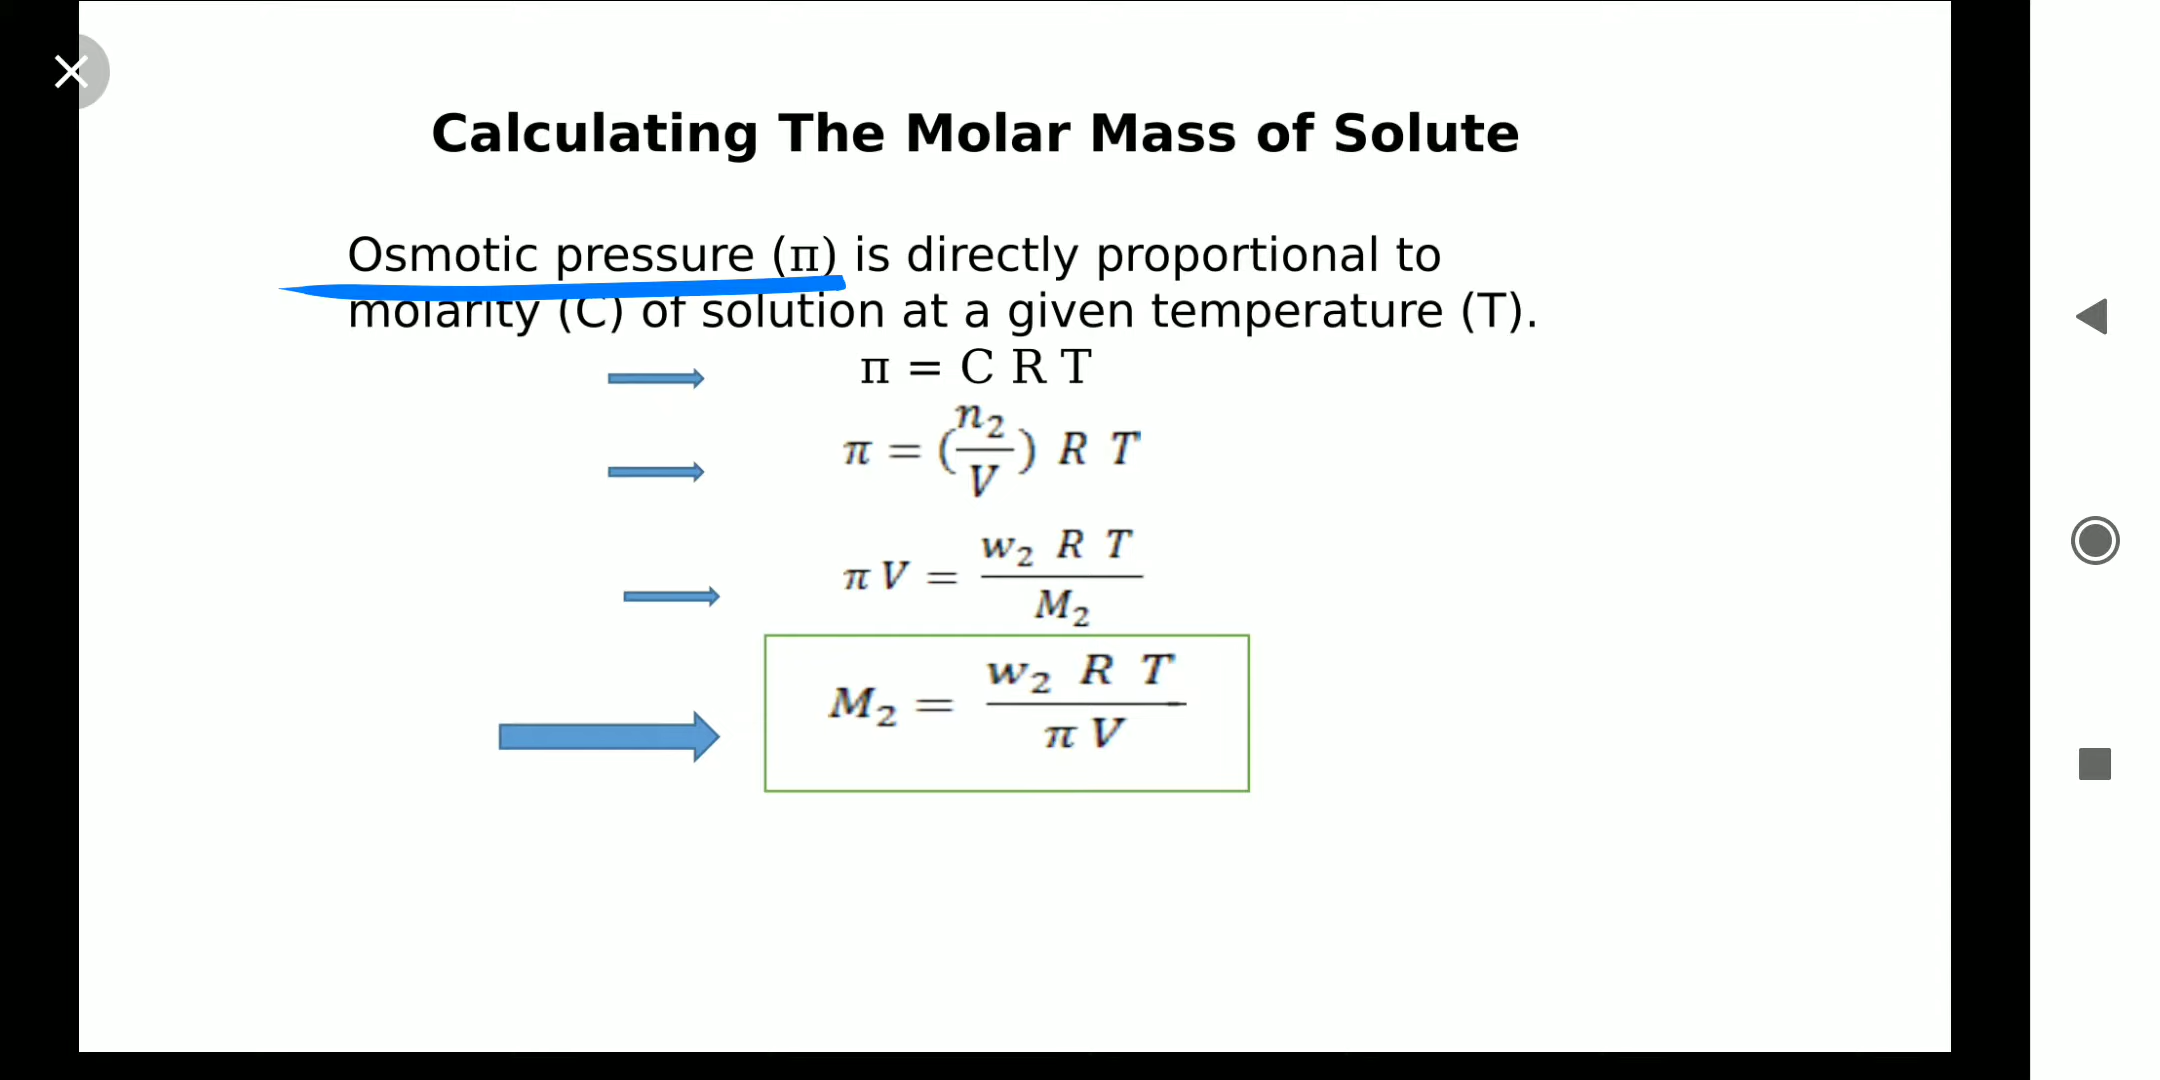 Calculating The Molar Mass of Solute
Osmotic pressure (π) is directly proportional to
molarity (C) of solution at a given temperature (T).
π = C R T
π = (n₂/V) R T
π V = w₂ R T / M₂
M₂ = w₂ R T / π V